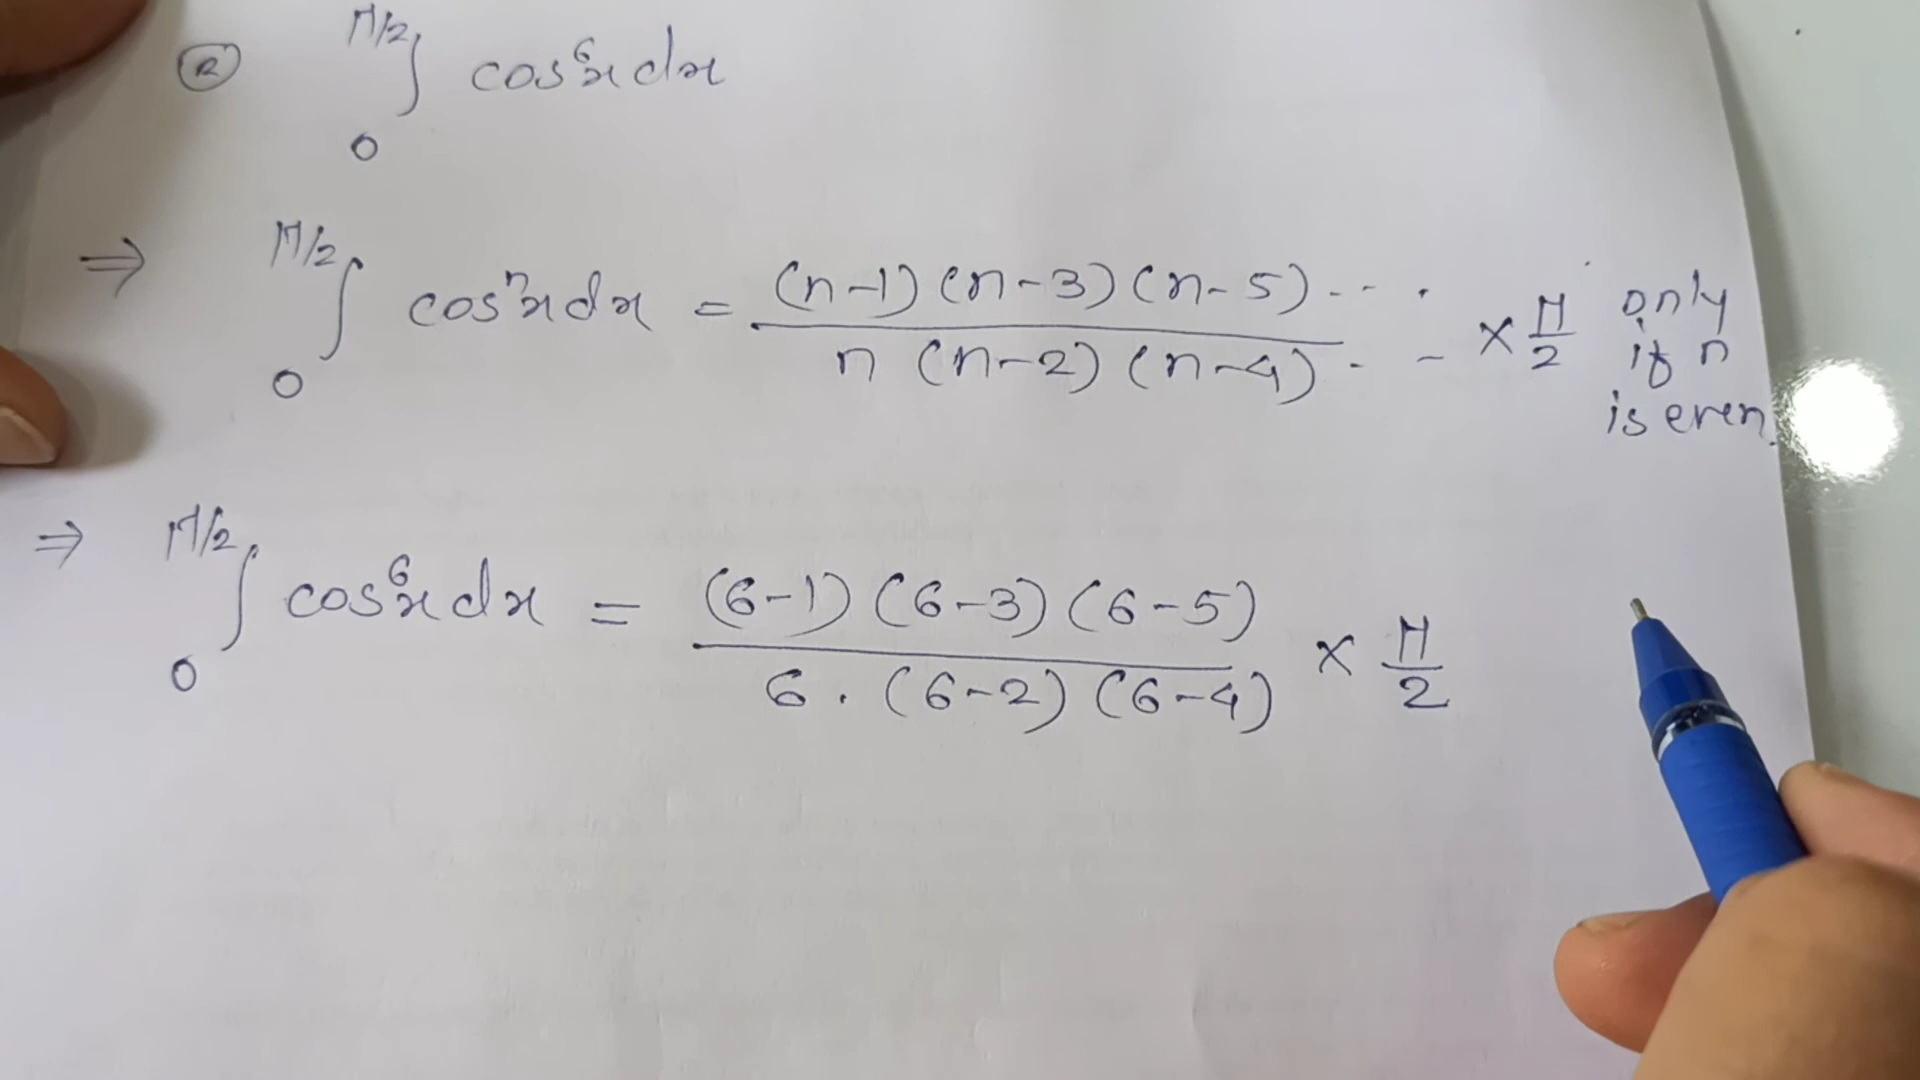 ② π/2 ∫ 0 cos⁶x dx
⇒ π/2 ∫ 0 cosⁿx dx = (n-1)(n-3)(n-5)--. / n(n-2)(n-4)-- × π/2 only if n is even.
⇒ π/2 ∫ 0 cos⁶x dx = (6-1)(6-3)(6-5) / 6.(6-2)(6-4) × π/2